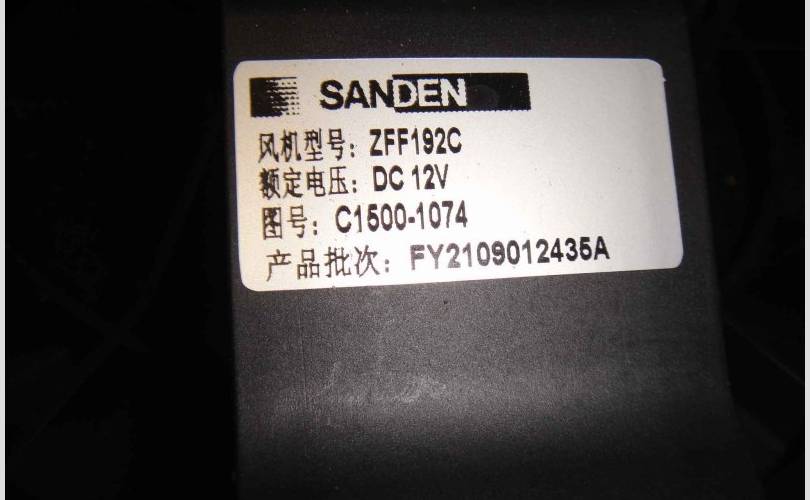 SANDEN
风机型号：ZFF192C
额定电压：DC 12V
图号：C1500-1074
产品批次：FY2109012435A